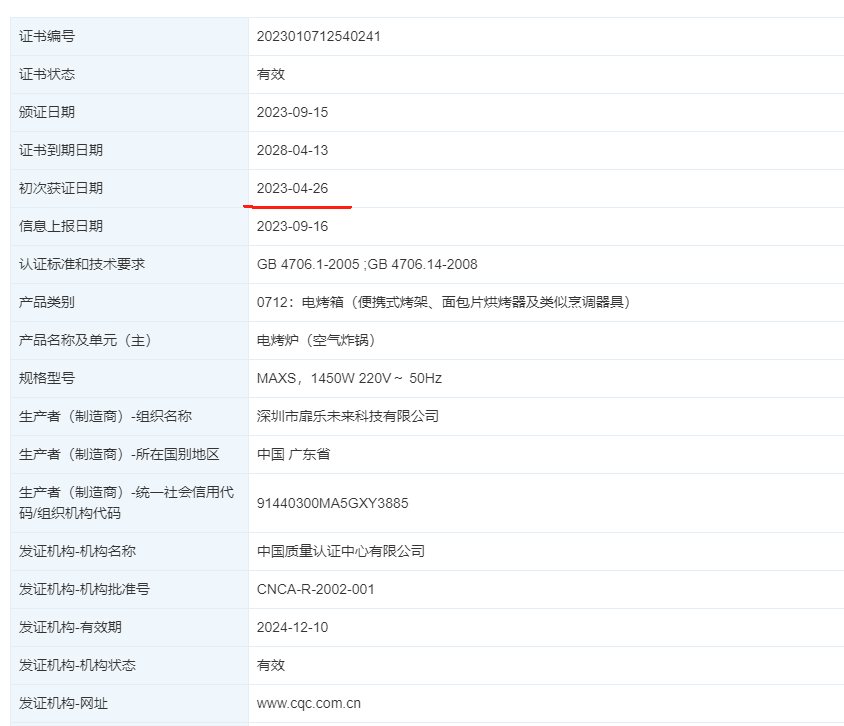 证书编号 2023010712540241
证书状态 有效
颁证日期 2023-09-15
证书到期日期 2028-04-13
初次获证日期 2023-04-26
信息上报日期 2023-09-16
认证标准和技术要求 GB 4706.1-2005 ;GB 4706.14-2008
产品类别 0712：电烤箱（便携式烤架、面包片烘烤器及类似烹调器具）
产品名称及单元（主） 电烤炉（空气炸锅）
规格型号 MAXS，1450W 220V～ 50Hz
生产者（制造商）-组织名称 深圳市扉乐未来科技有限公司
生产者（制造商）-所在国别地区 中国 广东省
生产者（制造商）-统一社会信用代
码/组织机构代码 91440300MA5GXY3885
发证机构-机构名称 中国质量认证中心有限公司
发证机构-机构批准号 CNCA-R-2002-001
发证机构-有效期 2024-12-10
发证机构-机构状态 有效
发证机构-网址 www.cqc.com.cn